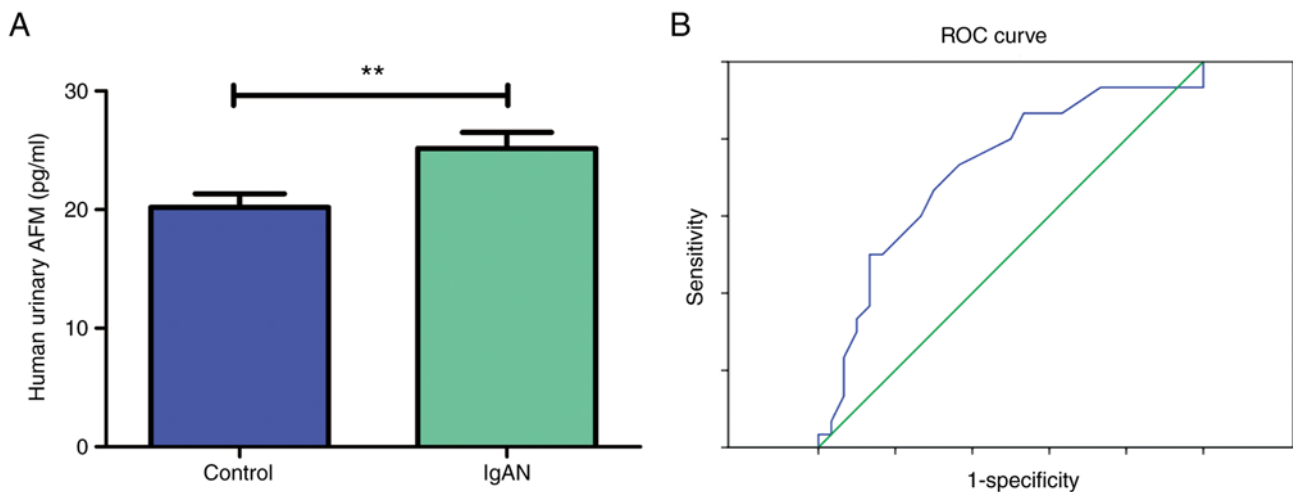 A
**
Human urinary AFM (pg/ml)
30
20
10
0
Control
IgAN
B
ROC curve
Sensitivity
1-specificity